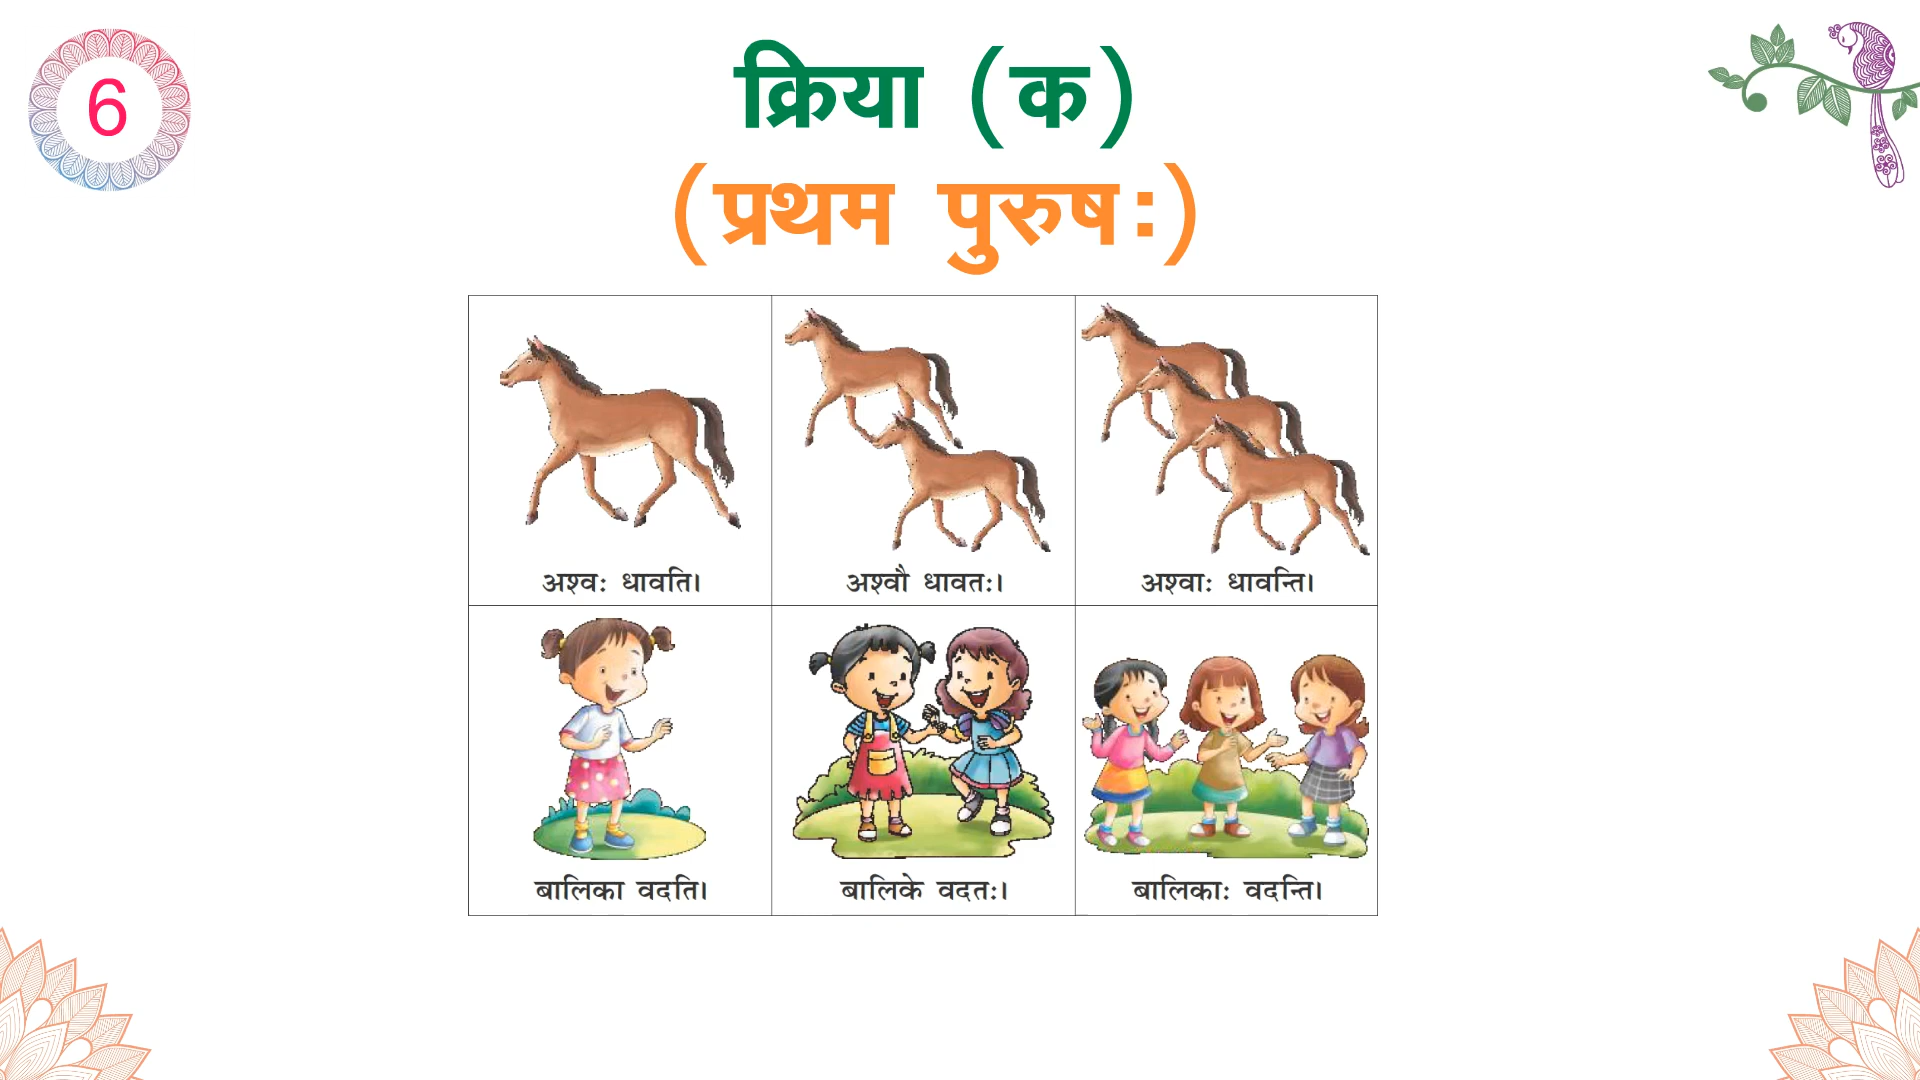 6
क्रिया (क)
(प्रथम पुरुषः)
अश्वः धावति।
अश्वौ धावतः।
अश्वाः धावन्ति।
बालिका वदति।
बालिके वदतः।
बालिकाः वदन्ति।